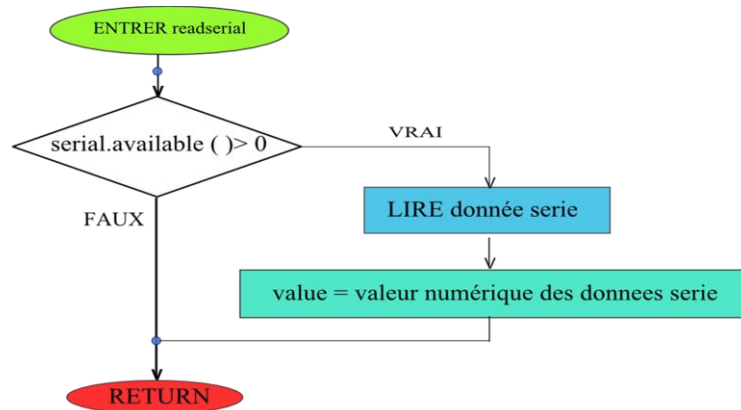 ENTRER readserial
serial.available ( )> 0
VRAI
FAUX
LIRE donnée serie
value = valeur numérique des donnees serie
RETURN